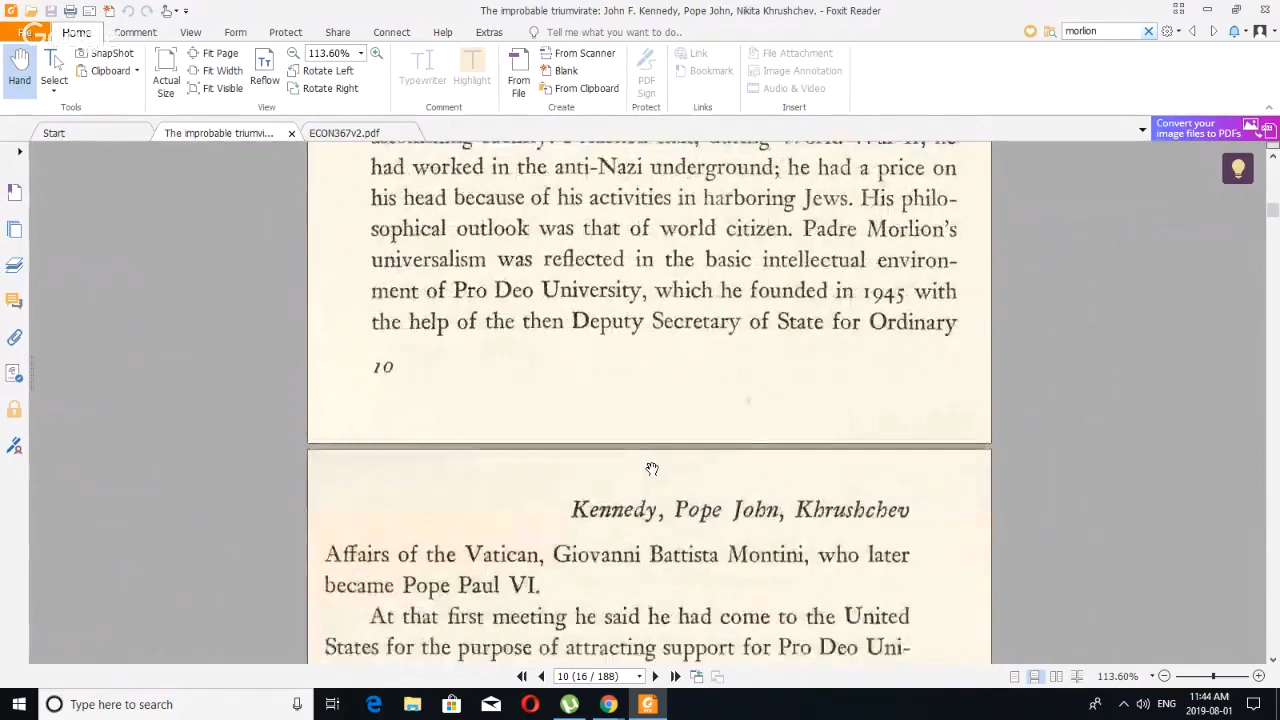 The improbable triumvirate: John F. Kennedy, Pope John, Nikita Khrushchev. - Foxit Reader
File Home Comment View Form Protect Share Connect Help Extras Tell me what you want to do... morlion
Hand
Select
SnapShot
Clipboard
Tools
Actual Size
Fit Page
Fit Width
Fit Visible
Reflow
113.60%
Rotate Left
Rotate Right
View
Typewriter
Highlight
Comment
From File
From Scanner
Blank
From Clipboard
Create
PDF Sign
Protect
Link
Bookmark
Links
File Attachment
Image Annotation
Audio & Video
Insert
Start
The improbable triumvi...
ECON367v2.pdf
Convert your
image files to PDFs
had worked in the anti-Nazi underground; he had a price on
his head because of his activities in harboring Jews. His philo-
sophical outlook was that of world citizen. Padre Morlion's
universalism was reflected in the basic intellectual environ-
ment of Pro Deo University, which he founded in 1945 with
the help of the then Deputy Secretary of State for Ordinary
10
Kennedy, Pope John, Khrushchev
Affairs of the Vatican, Giovanni Battista Montini, who later
became Pope Paul VI.
At that first meeting he said he had come to the United
States for the purpose of attracting support for Pro Deo Uni-
10 (16 / 188)
113.60%
Type here to search
ENG
11:44 AM
2019-08-01